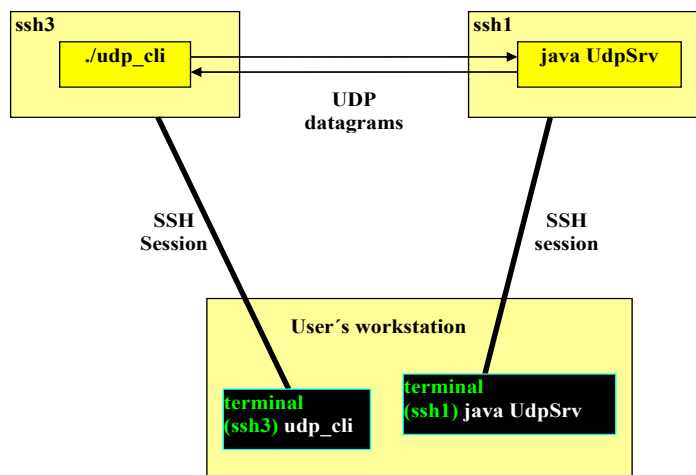 ssh3
./udp_cli
ssh1
java UdpSrv
UDP
datagrams
SSH
Session
SSH
session
User´s workstation
terminal
(ssh3) udp_cli
terminal
(ssh1) java UdpSrv